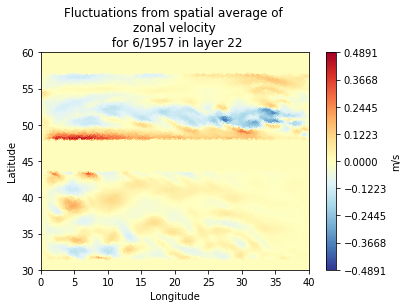 Fluctuations from spatial average of
zonal velocity
for 6/1957 in layer 22
60
55
50
45
40
35
30
Latitude
0 5 10 15 20 25 30 35 40
Longitude
0.4891
0.3668
0.2445
0.1223
0.0000
−0.1223
−0.2445
−0.3668
−0.4891
m/s